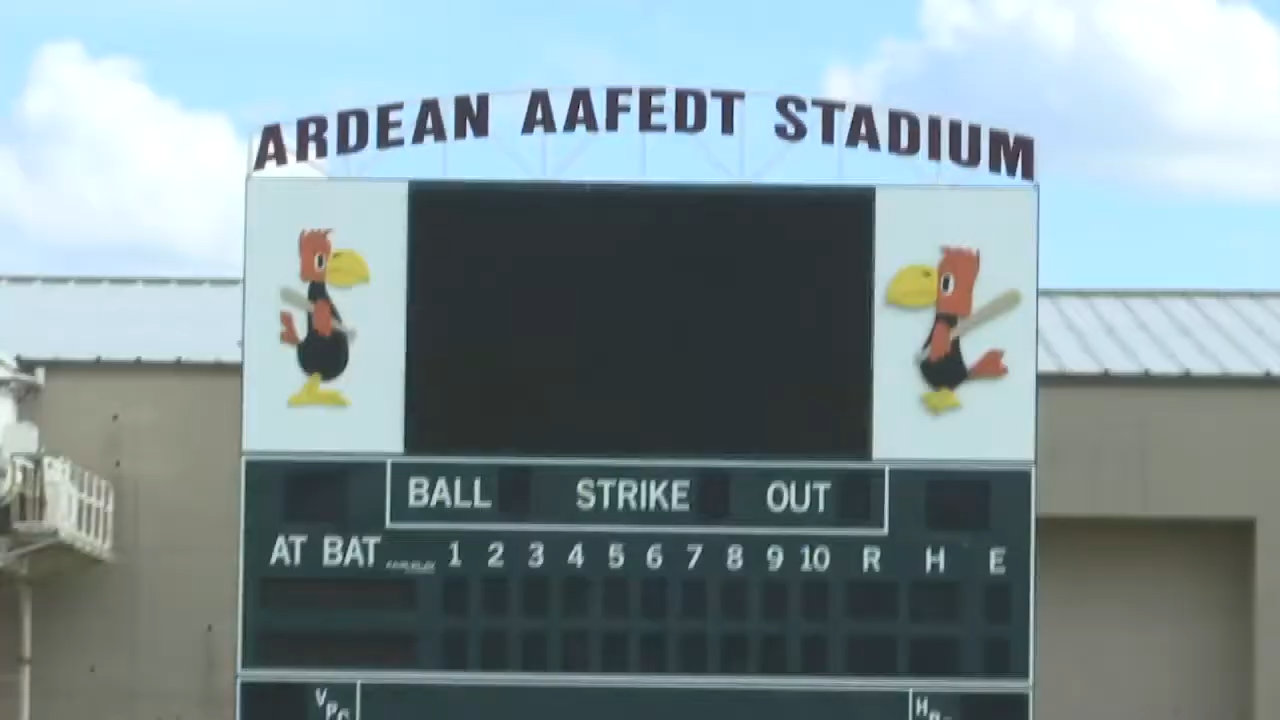 ARDEAN AAFEDT STADIUM
BALL STRIKE OUT
AT BAT 1 2 3 4 5 6 7 8 9 10 R H E